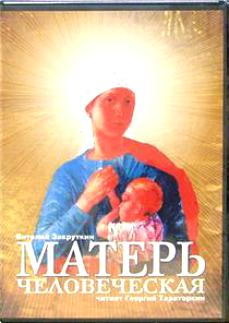 Виталий Закруткин
МАТЕРЬ
ЧЕЛОВЕЧЕСКАЯ
читает Георгий Тараторкин